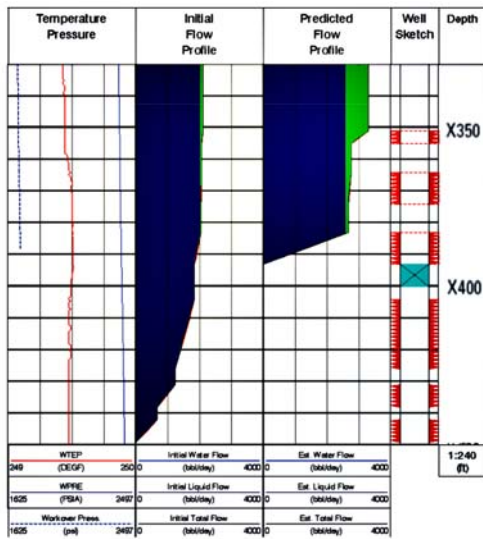 Temperature
Pressure
Initial
Flow
Profile
Predicted
Flow
Profile
Well
Sketch
Depth
X350
X400
WTEP
249 (DEGF) 250
WPRE
1625 (PSIA) 2497
Workover Press.
1625 (psi) 2497
Initial Water Flow
0 (bbl/day) 4000
Initial Liquid Flow
0 (bbl/day) 4000
Initial Total Flow
0 (bbl/day) 4000
Est. Water Flow
0 (bbl/day) 4000
Est. Liquid Flow
0 (bbl/day) 4000
Est. Total Flow
0 (bbl/day) 4000
1:240
(ft)